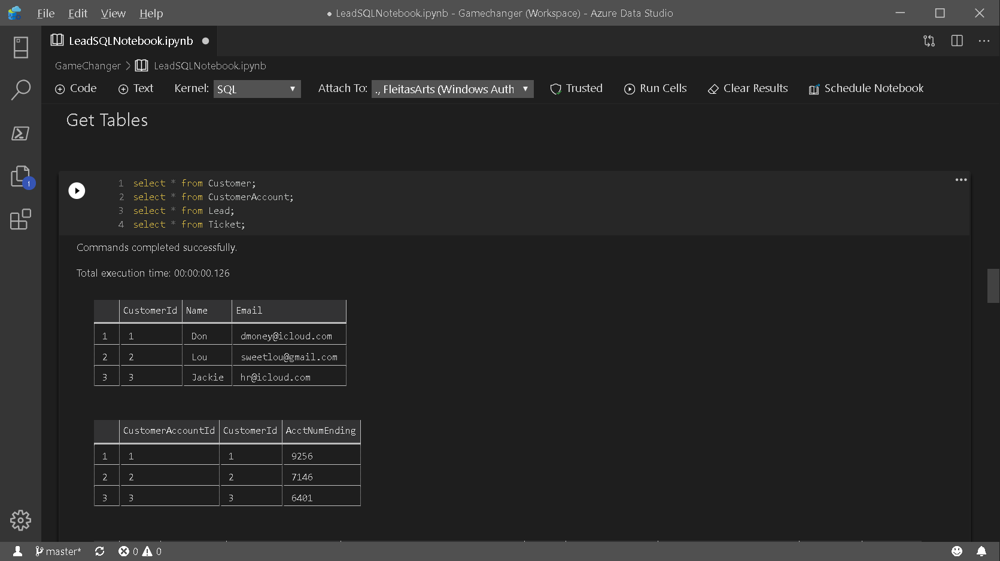 File Edit View Help ● LeadSQLNotebook.ipynb - Gamechanger (Workspace) - Azure Data Studio
LeadSQLNotebook.ipynb ●
GameChanger > LeadSQLNotebook.ipynb
Code Text Kernel: SQL Attach To: ., FleitasArts (Windows Auth Trusted Run Cells Clear Results Schedule Notebook
Get Tables
1 select * from Customer;
2 select * from CustomerAccount;
3 select * from Lead;
4 select * from Ticket;
1
Commands completed successfully.
Total execution time: 00:00:00.126
CustomerId Name Email
1 1 Don dmoney@icloud.com
2 2 Lou sweetlou@gmail.com
3 3 Jackie hr@icloud.com
CustomerAccountId CustomerId AcctNumEnding
1 1 1 9256
2 2 2 7146
3 3 3 6401
master* 0 0